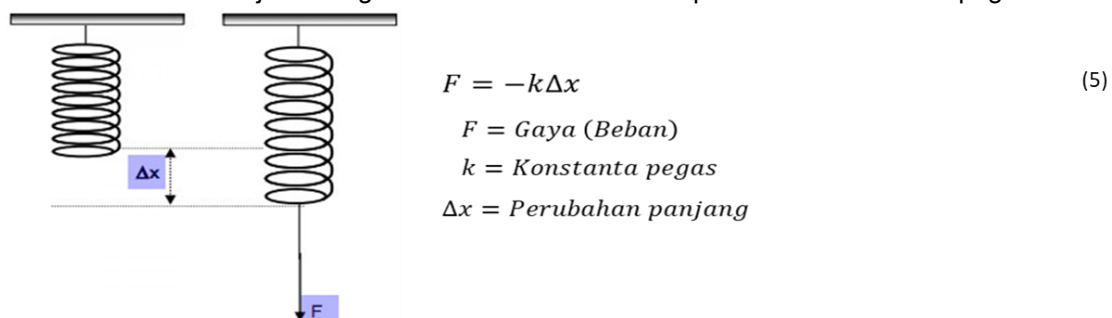 Δx
F
F = −kΔx
(5)
F = Gaya (Beban)
k = Konstanta pegas
Δx = Perubahan panjang